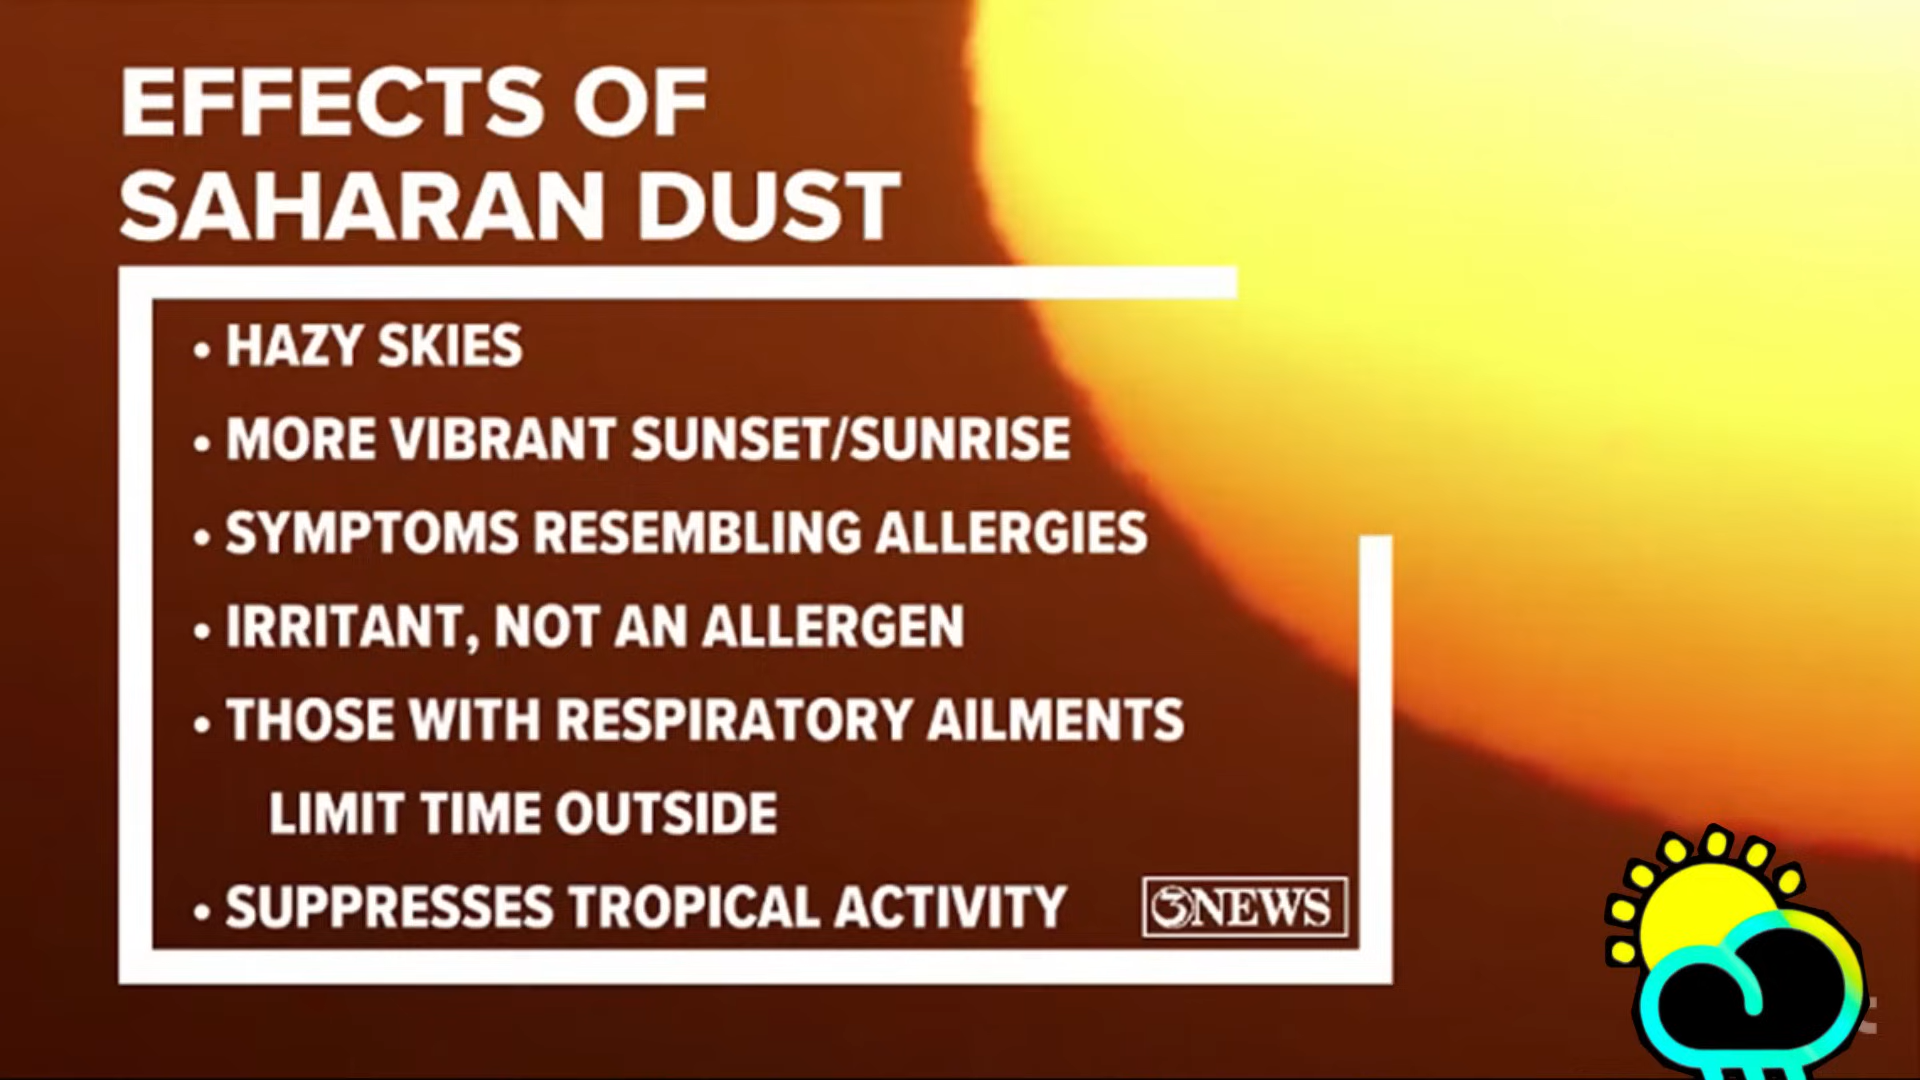 EFFECTS OF
SAHARAN DUST
• HAZY SKIES
• MORE VIBRANT SUNSET/SUNRISE
• SYMPTOMS RESEMBLING ALLERGIES
• IRRITANT, NOT AN ALLERGEN
• THOSE WITH RESPIRATORY AILMENTS
LIMIT TIME OUTSIDE
• SUPPRESSES TROPICAL ACTIVITY
3NEWS